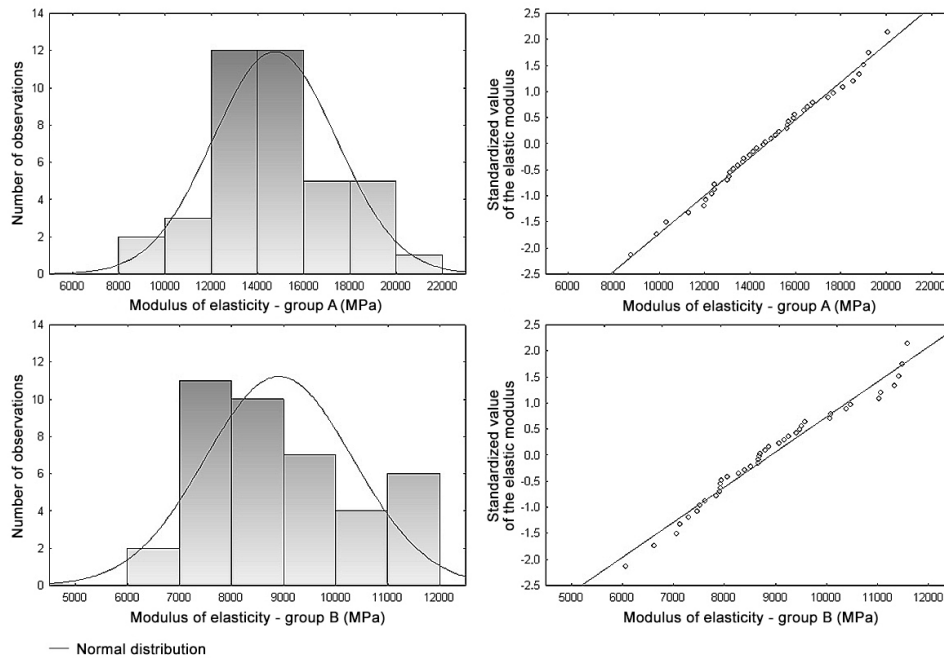 14
12
10
8
6
4
2
0
Number of observations
6000 8000 10000 12000 14000 16000 18000 20000 22000
Modulus of elasticity - group A (MPa)
2.5
2.0
1.5
1.0
0.5
0.0
-0.5
-1.0
-1.5
-2.0
-2.5
Standardized value
of the elastic modulus
6000 8000 10000 12000 14000 16000 18000 20000 22000
Modulus of elasticity - group A (MPa)
14
12
10
8
6
4
2
0
Number of observations
5000 6000 7000 8000 9000 10000 11000 12000
Modulus of elasticity - group B (MPa)
2.5
2.0
1.5
1.0
0.5
0.0
-0.5
-1.0
-1.5
-2.0
-2.5
Standardized value
of the elastic modulus
5000 6000 7000 8000 9000 10000 11000 12000
Modulus of elasticity - group B (MPa)
Normal distribution